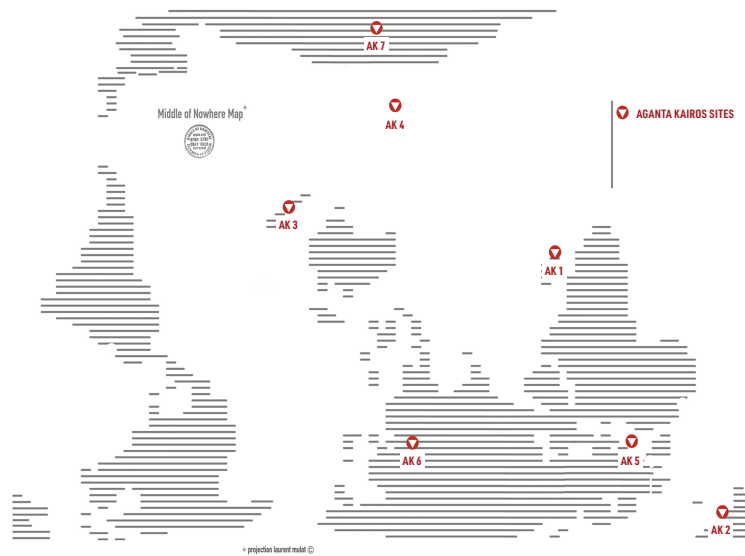 AK 7
Middle of Nowhere Map+
AK 4
AGANTA KAIROS SITES
AK 3
AK 1
AK 6
AK 5
AK 2
+ projection laurent mulot ©